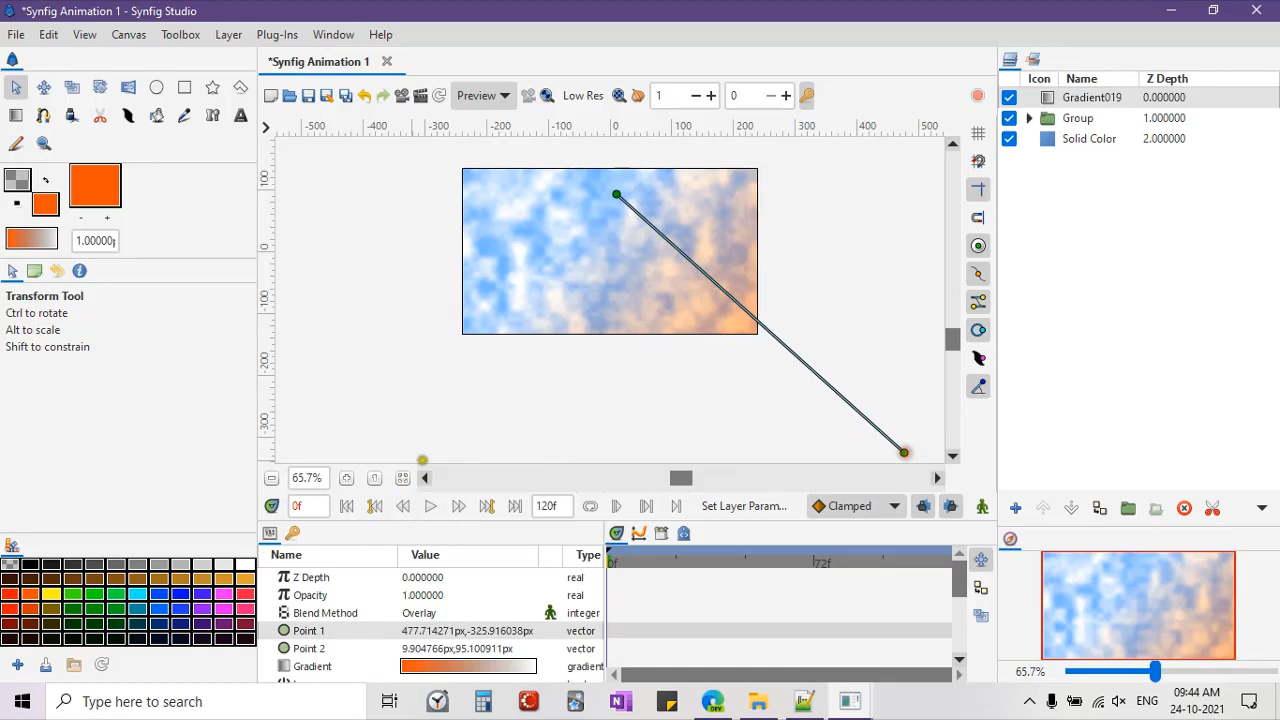 *Synfig Animation 1 - Synfig Studio
File Edit View Canvas Toolbox Layer Plug-Ins Window Help
*Synfig Animation 1
Icon Name Z Depth
Preview Low Res 1 0
Gradient019 0.000000
Group 1.000000
Solid Color 2.000000
-500 -400 -300 -200 -100 0 100 200 300 400 500
100
0
-100
-200
-300
1.00000p
Transform Tool
Ctrl to rotate
Alt to scale
Shift to constrain
65.7%
0f 120f Set Layer Param... Clamped
Name Value Type
0f 72f
Z Depth 0.000000 real
Opacity 1.000000 real
Blend Method Overlay integer
Point 1 477.714271px,-325.916038px vector
Point 2 9.904766px,95.100911px vector
Gradient gradient
65.7%
Type here to search
DEV
ENG
09:44 AM
24-10-2021